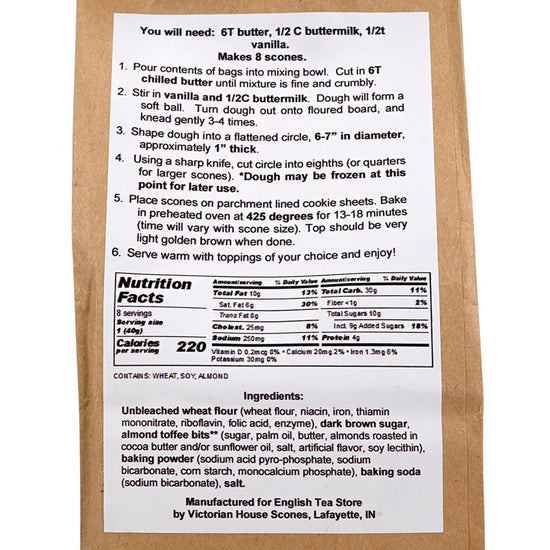 You will need: 6T butter, 1/2 C buttermilk, 1/2t
vanilla.
Makes 8 scones.
1. Pour contents of bags into mixing bowl. Cut in 6T
chilled butter until mixture is fine and crumbly.
2. Stir in vanilla and 1/2C buttermilk. Dough will form a
soft ball. Turn dough out onto floured board, and
knead gently 3-4 times.
3. Shape dough into a flattened circle, 6-7" in diameter,
approximately 1" thick.
4. Using a sharp knife, cut circle into eighths (or quarters
for larger scones). *Dough may be frozen at this
point for later use.
5. Place scones on parchment lined cookie sheets. Bake
in preheated oven at 425 degrees for 13-18 minutes
(time will vary with scone size). Top should be very
light golden brown when done.
6. Serve warm with toppings of your choice and enjoy!
Nutrition
Facts
8 servings
Serving size
1 (40g)
Calories
per serving 220
Amount/serving % Daily Value
Total Fat 10g 13%
Sat. Fat 6g 30%
Trans Fat 0g
Cholest. 25mg 8%
Sodium 250mg 11%
Amount/serving % Daily Value
Total Carb. 30g 11%
Fiber <1g 2%
Total Sugars 10g
Incl. 9g Added Sugars 18%
Protein 4g
Vitamin D 0.2mcg 0% • Calcium 20mg 2% • Iron 1.3mg 6%
Potassium 30mg 0%
CONTAINS: WHEAT, SOY, ALMOND
Ingredients:
Unbleached wheat flour (wheat flour, niacin, iron, thiamin
mononitrate, riboflavin, folic acid, enzyme), dark brown sugar,
almond toffee bits** (sugar, palm oil, butter, almonds roasted in
cocoa butter and/or sunflower oil, salt, artificial flavor, soy lecithin),
baking powder (sodium acid pyro-phosphate, sodium
bicarbonate, corn starch, monocalcium phosphate), baking soda
(sodium bicarbonate), salt.
Manufactured for English Tea Store
by Victorian House Scones, Lafayette, IN